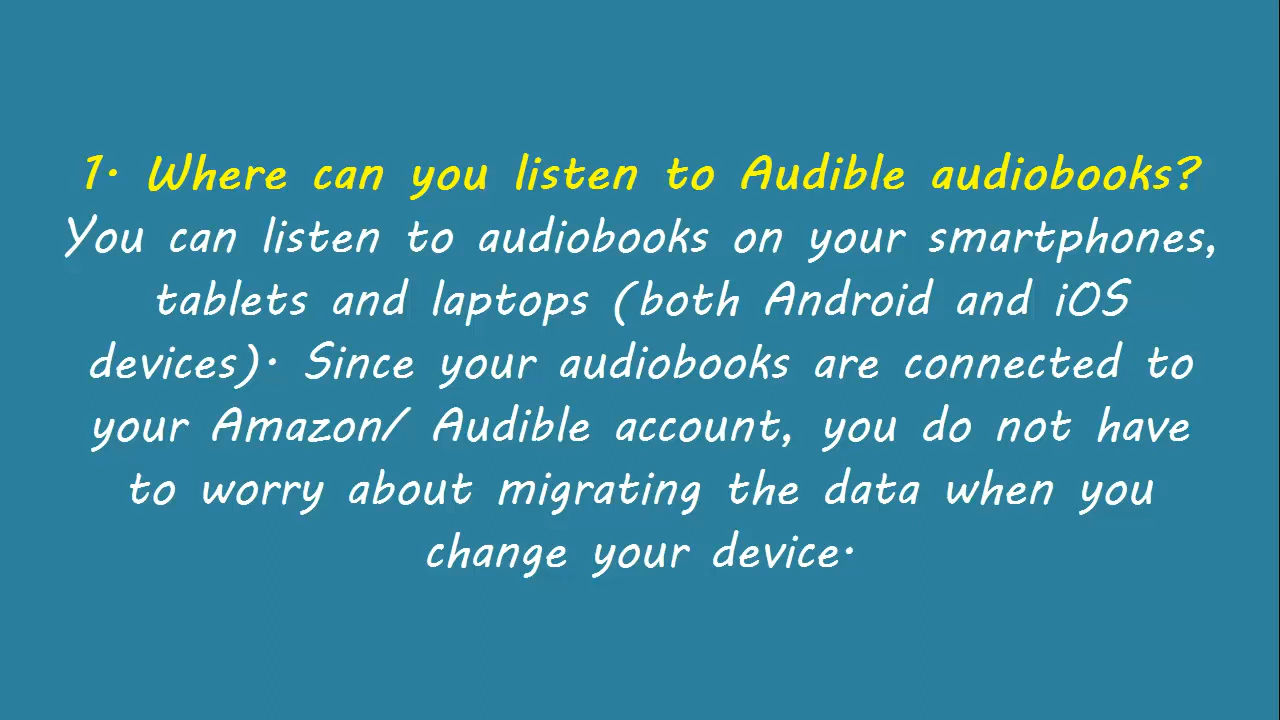 1. Where can you listen to Audible audiobooks?
You can listen to audiobooks on your smartphones,
tablets and laptops (both Android and iOS
devices). Since your audiobooks are connected to
your Amazon/ Audible account, you do not have
to worry about migrating the data when you
change your device.